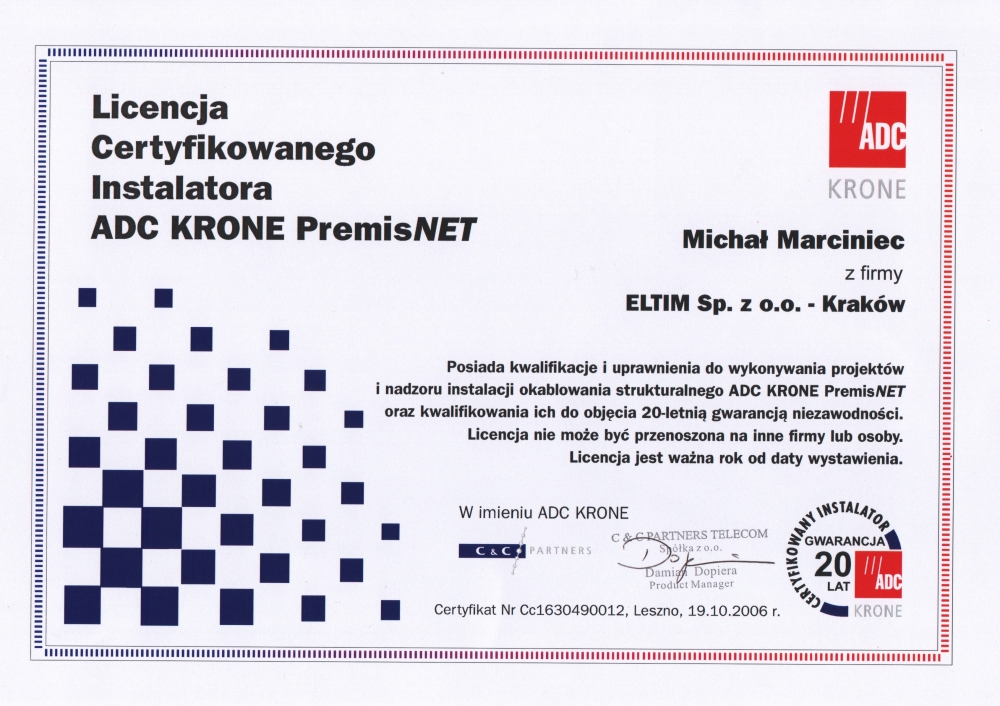 Licencja
Certyfikowanego
Instalatora
ADC KRONE PremisNET
ADC
KRONE
Michał Marciniec
z firmy
ELTIM Sp. z o.o. - Kraków
Posiada kwalifikacje i uprawnienia do wykonywania projektów
i nadzoru instalacji okablowania strukturalnego ADC KRONE PremisNET
oraz kwalifikowania ich do objęcia 20-letnią gwarancją niezawodności.
Licencja nie może być przenoszona na inne firmy lub osoby.
Licencja jest ważna rok od daty wystawienia.
W imieniu ADC KRONE
C & C PARTNERS
C & C PARTNERS TELECOM
Spółka z o.o.
Damian Dopiera
Product Manager
CERTYFIKOWANY INSTALATOR
GWARANCJA
20
LAT
ADC
KRONE
Certyfikat Nr Cc1630490012, Leszno, 19.10.2006 r.